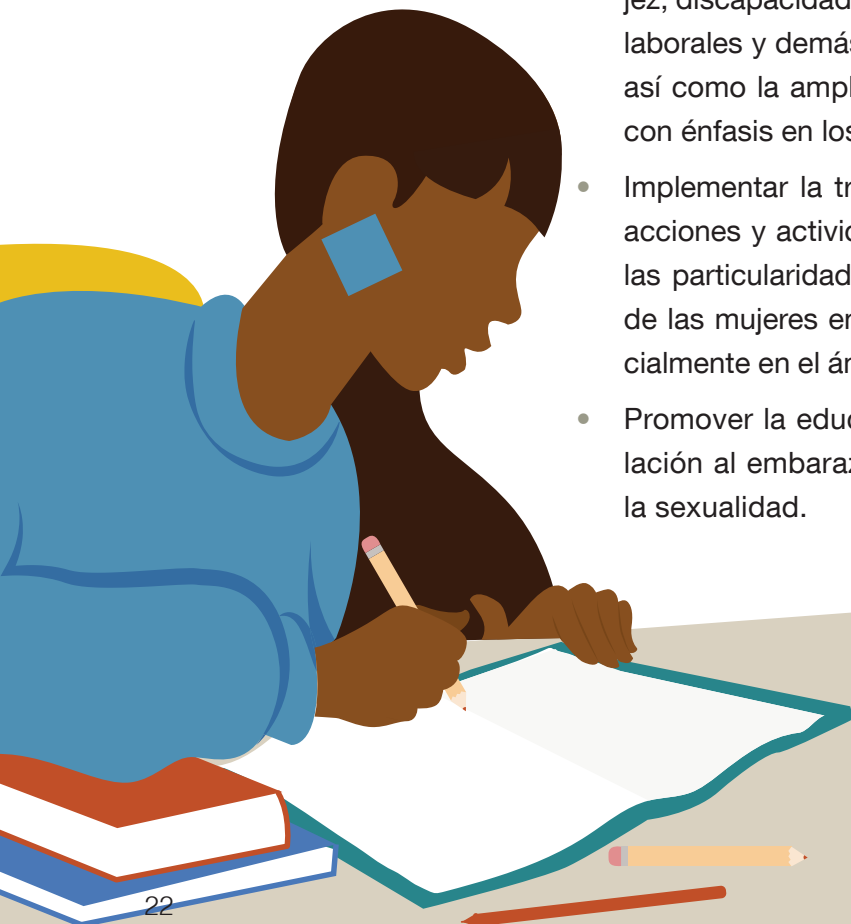 jez, discapacidad
laborales y demás
así como la ampl
con énfasis en los
• Implementar la tr
acciones y activid
las particularidad
de las mujeres en
cialmente en el ár
• Promover la educ
lación al embaraz
la sexualidad.
22